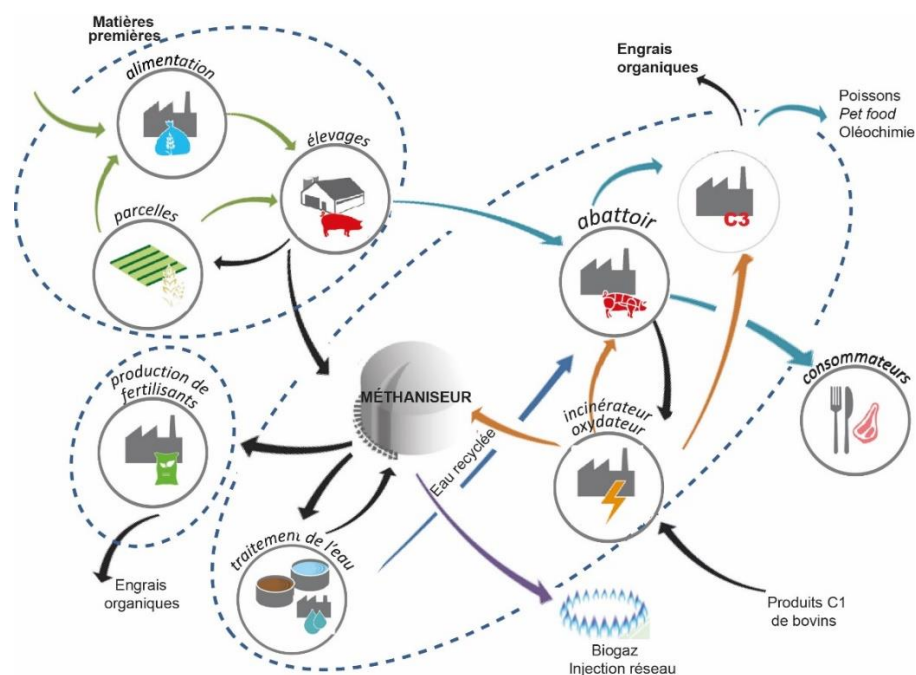 Matières
premières
alimentation
élevages
parcelles
Engrais
organiques
Poissons
Pet food
Oléochimie
C3
abattoir
consommateurs
production de
fertilisants
MÉTHANISEUR
incinérateur
oxydateur
Eau recyclée
traitement de l'eau
Engrais
organiques
Biogaz
Injection réseau
Produits C1
de bovins